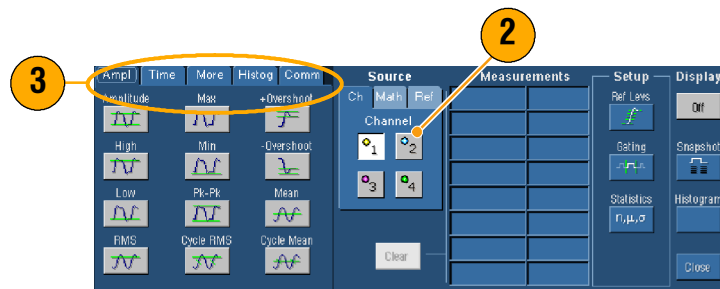 2
3
Ampl Time More Histog Comm
Source
Measurements
Setup
Display
Amplitude Max +Overshoot
Ch Math Ref
Ref Levs
Off
Channel
1 2
High Min -Overshoot
Gating
Snapshot
3 4
Low Pk-Pk Mean
Statistics
Histogram
n,μ,σ
RMS Cycle RMS Cycle Mean
Clear
Close